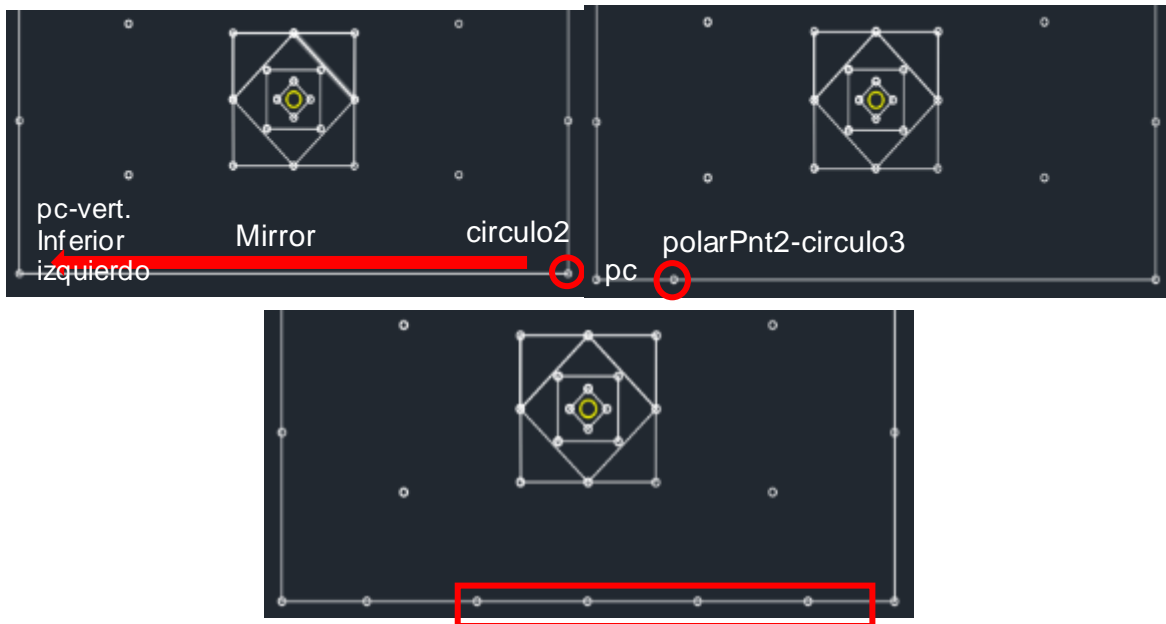 pc-vert.
Inferior
izquierdo
Mirror
circulo2
polarPnt2-circulo3
pc